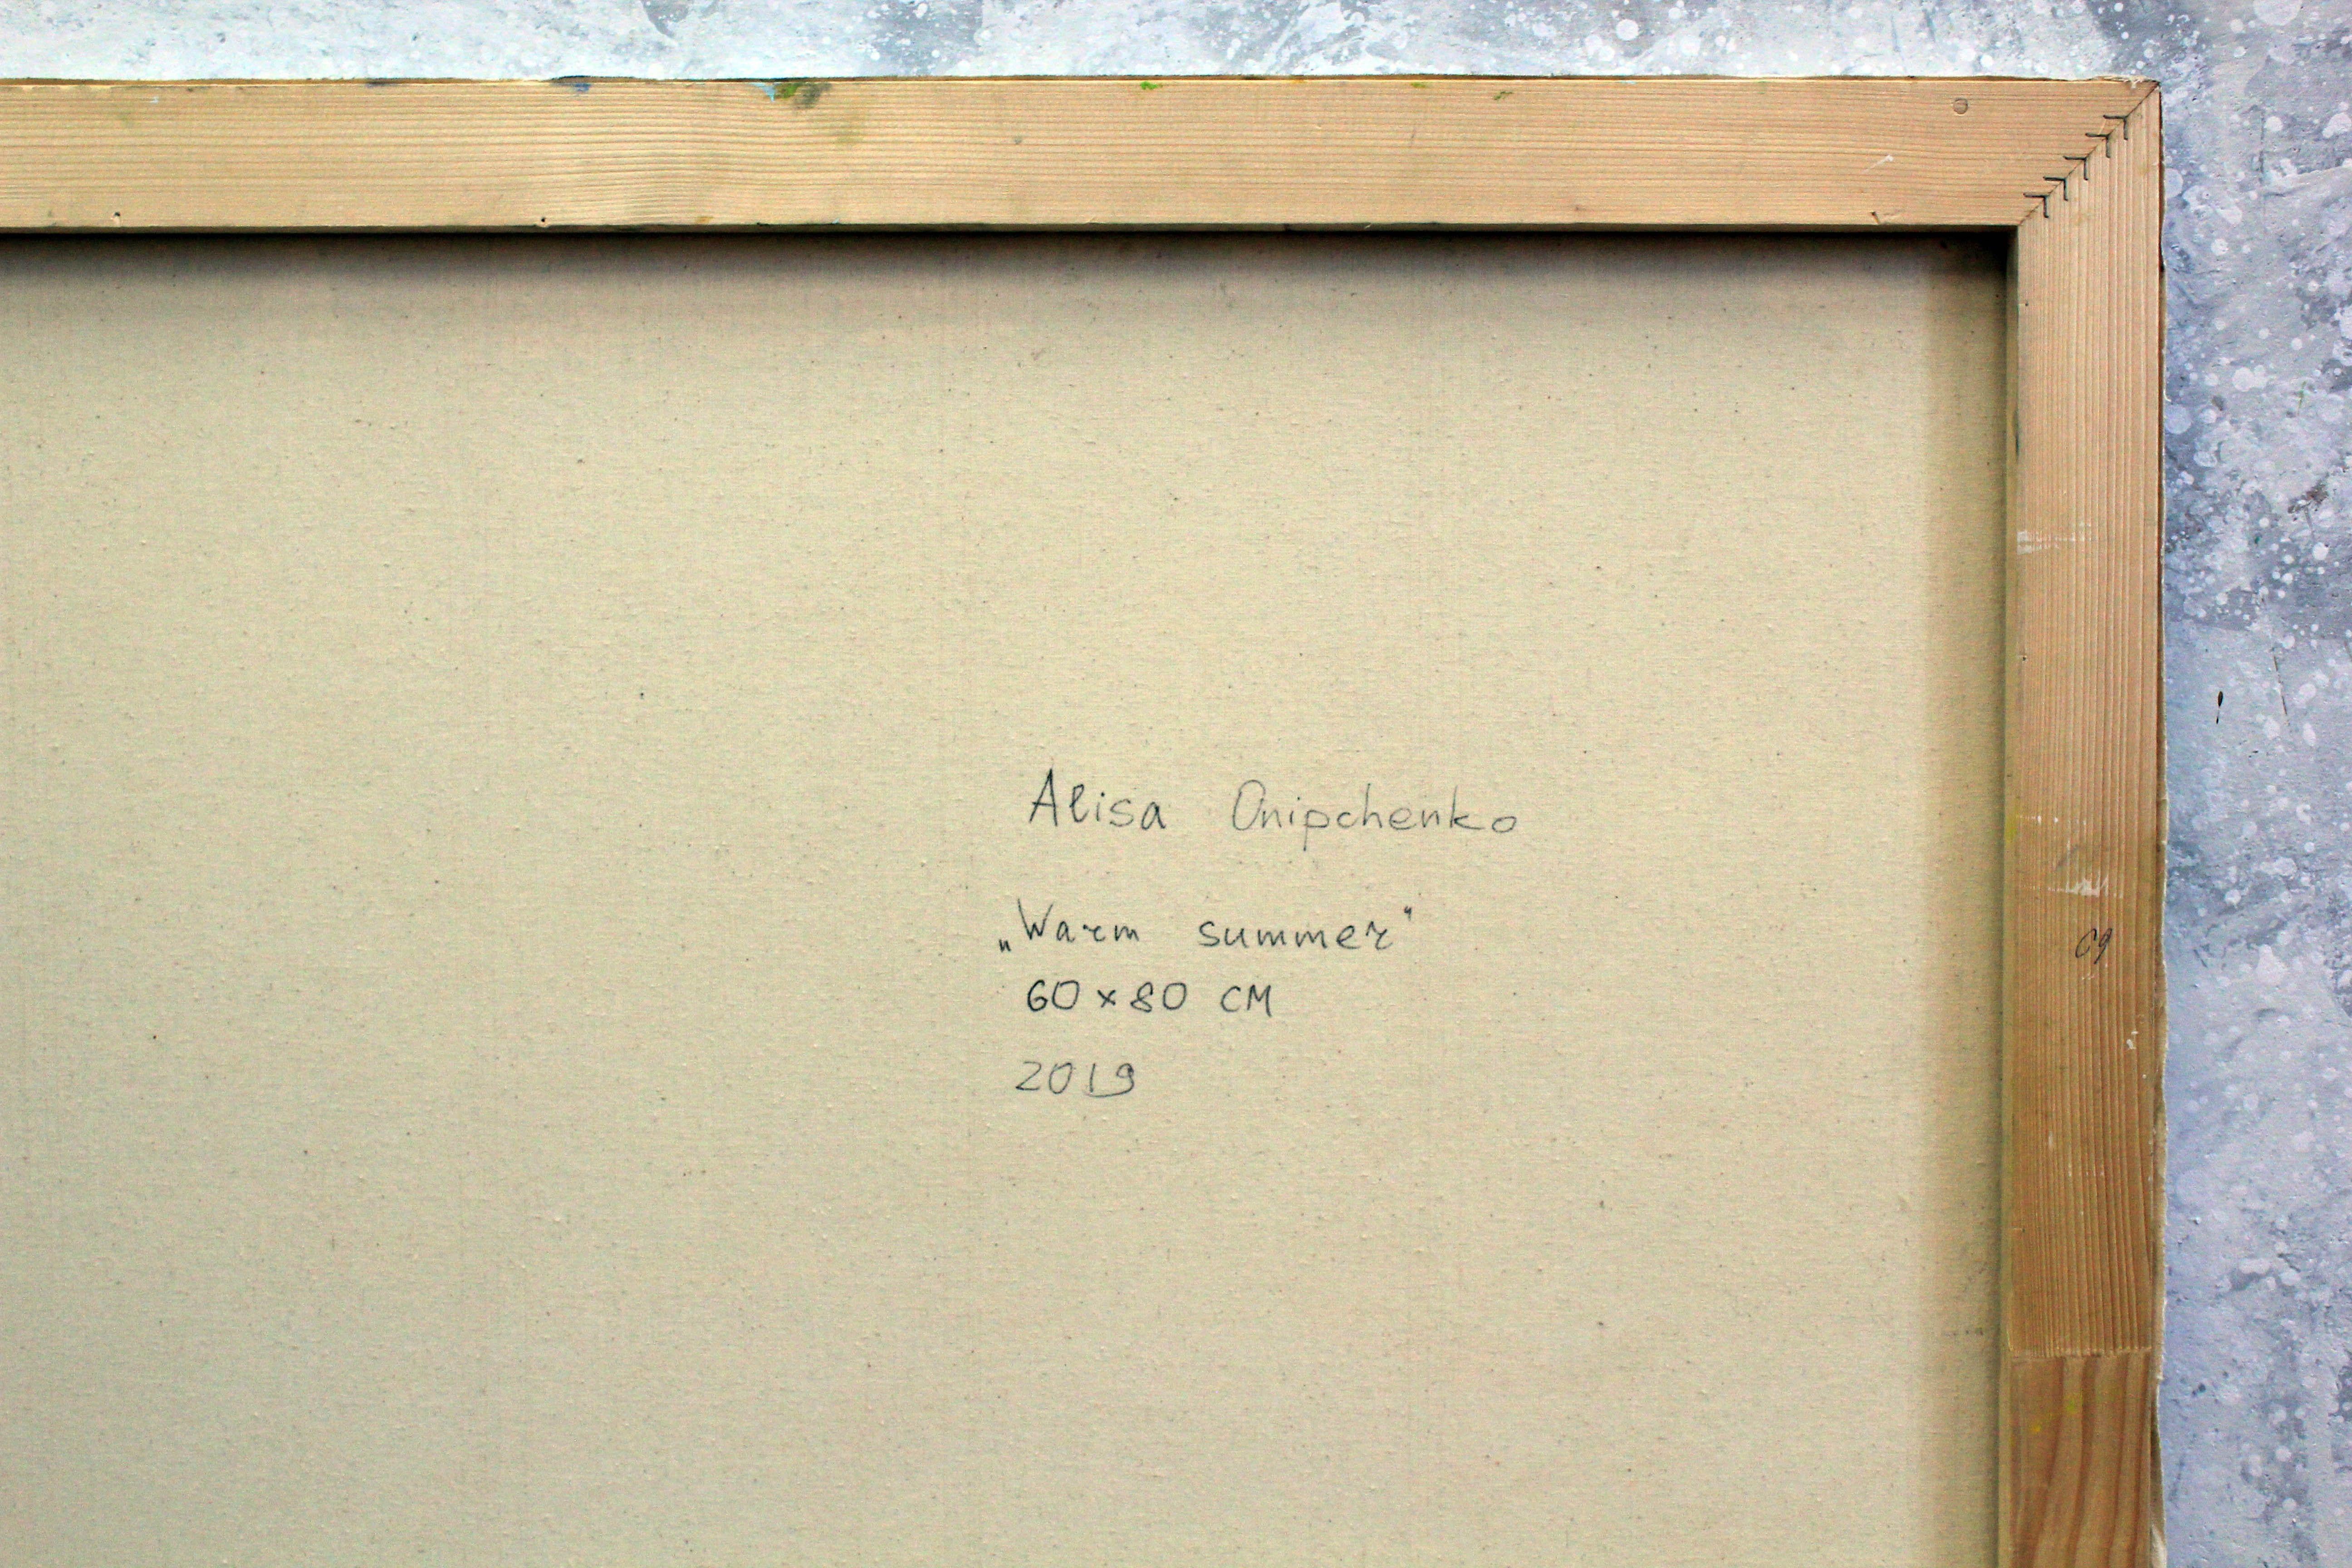 Alisa Onipchenko
„Warm summer"
60×80 CM
2019